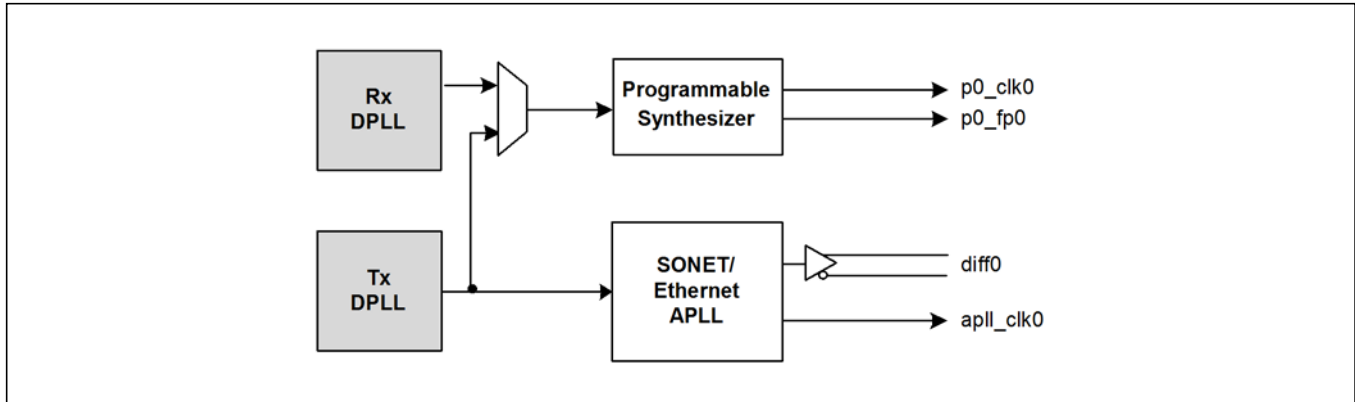 Rx
DPLL
Programmable
Synthesizer
p0_clk0
p0_fp0
Tx
DPLL
SONET/
Ethernet
APLL
diff0
apll_clk0